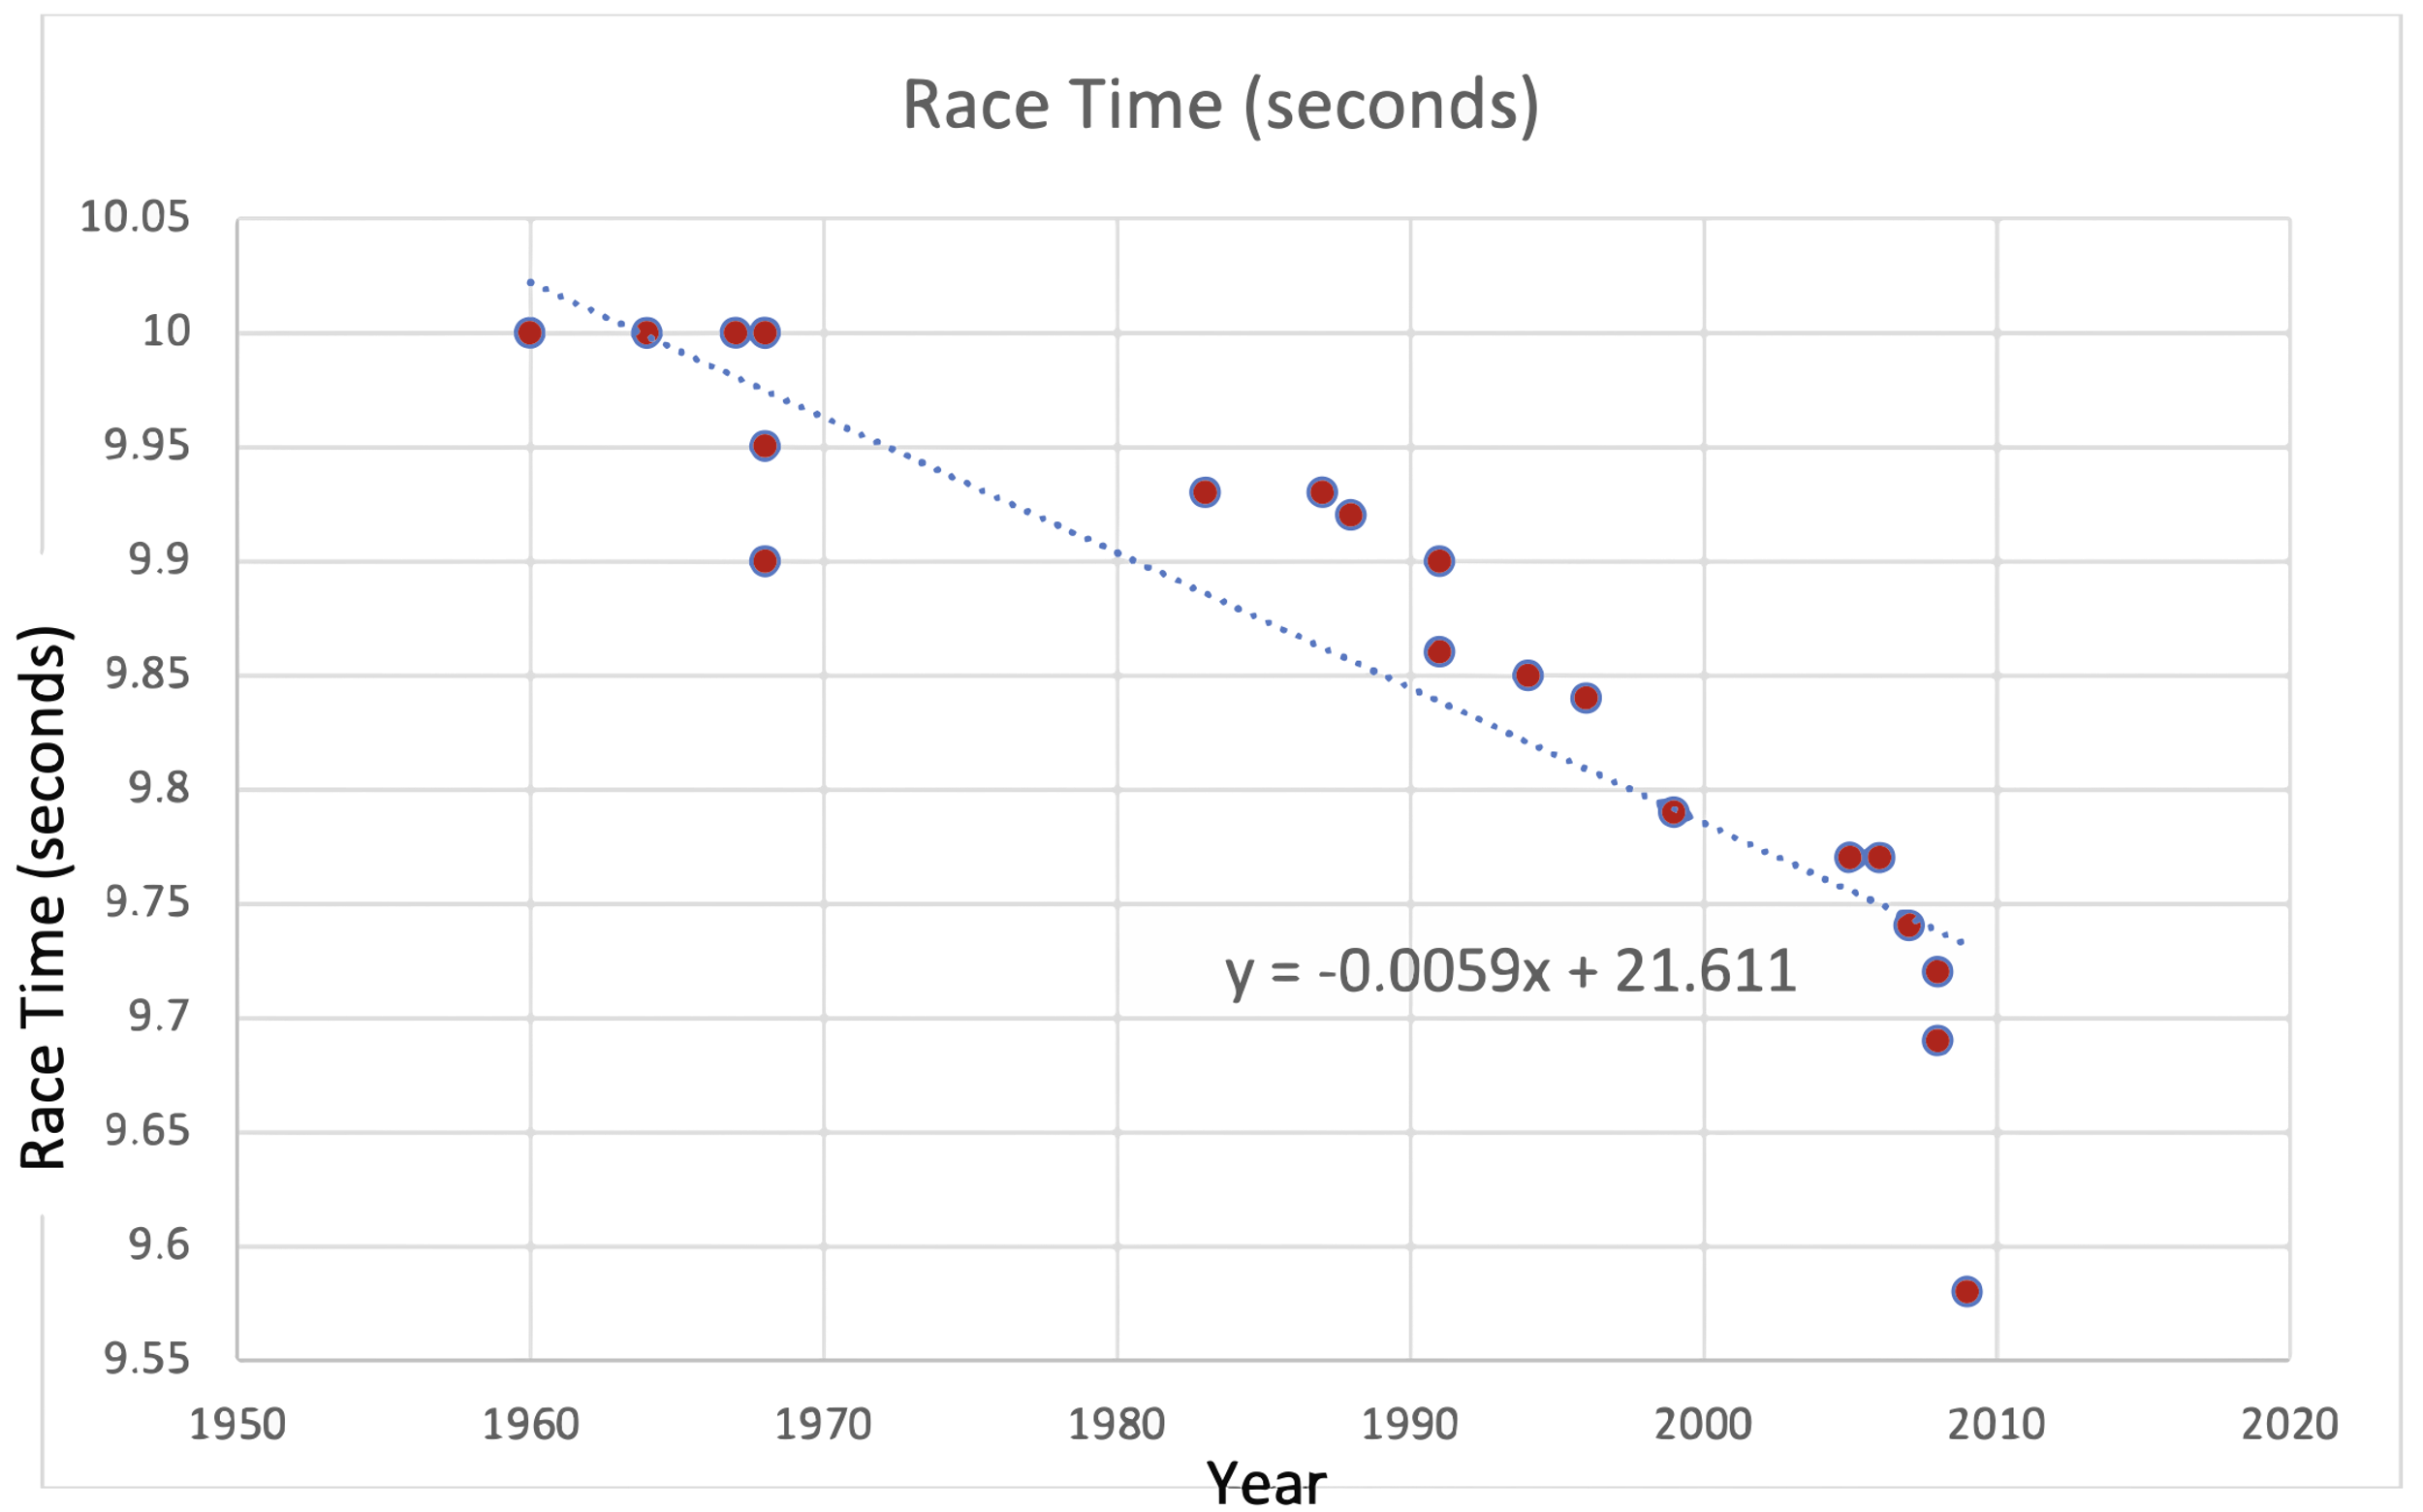 Race Time (seconds)
10.05
10
9.95
9.9
9.85
9.8
9.75
9.7
9.65
9.6
9.55
Race Time (seconds)
y = -0.0059x + 21.611
1950 1960 1970 1980 1990 2000 2010 2020
Year